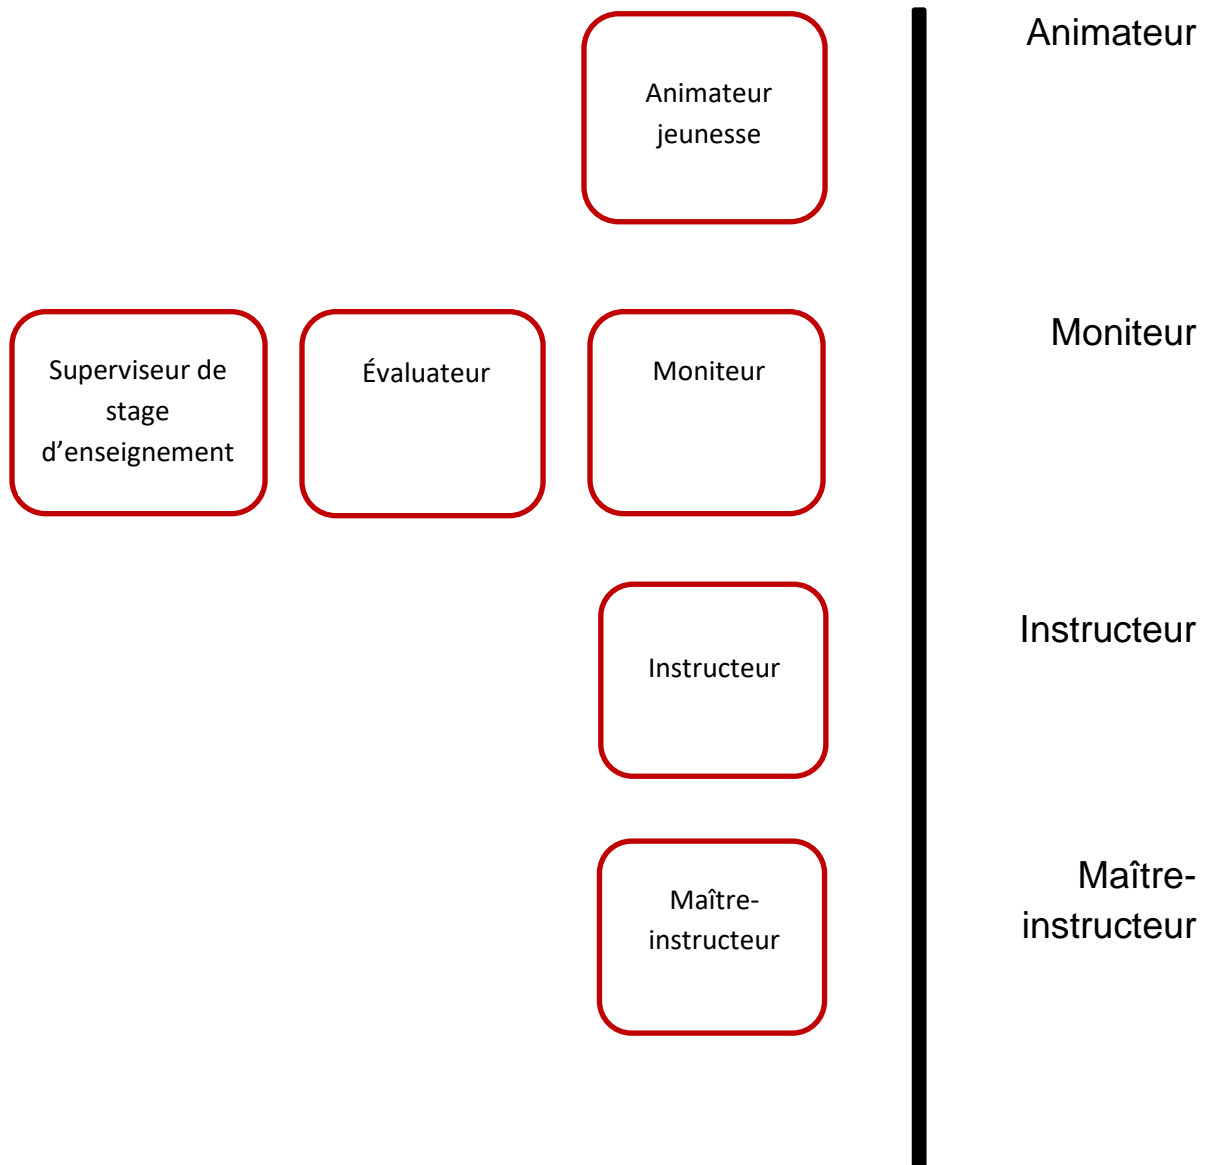 Animateur
Animateur
jeunesse
Moniteur
Superviseur de
stage
d’enseignement
Évaluateur
Moniteur
Instructeur
Instructeur
Maître-
instructeur
Maître-
instructeur